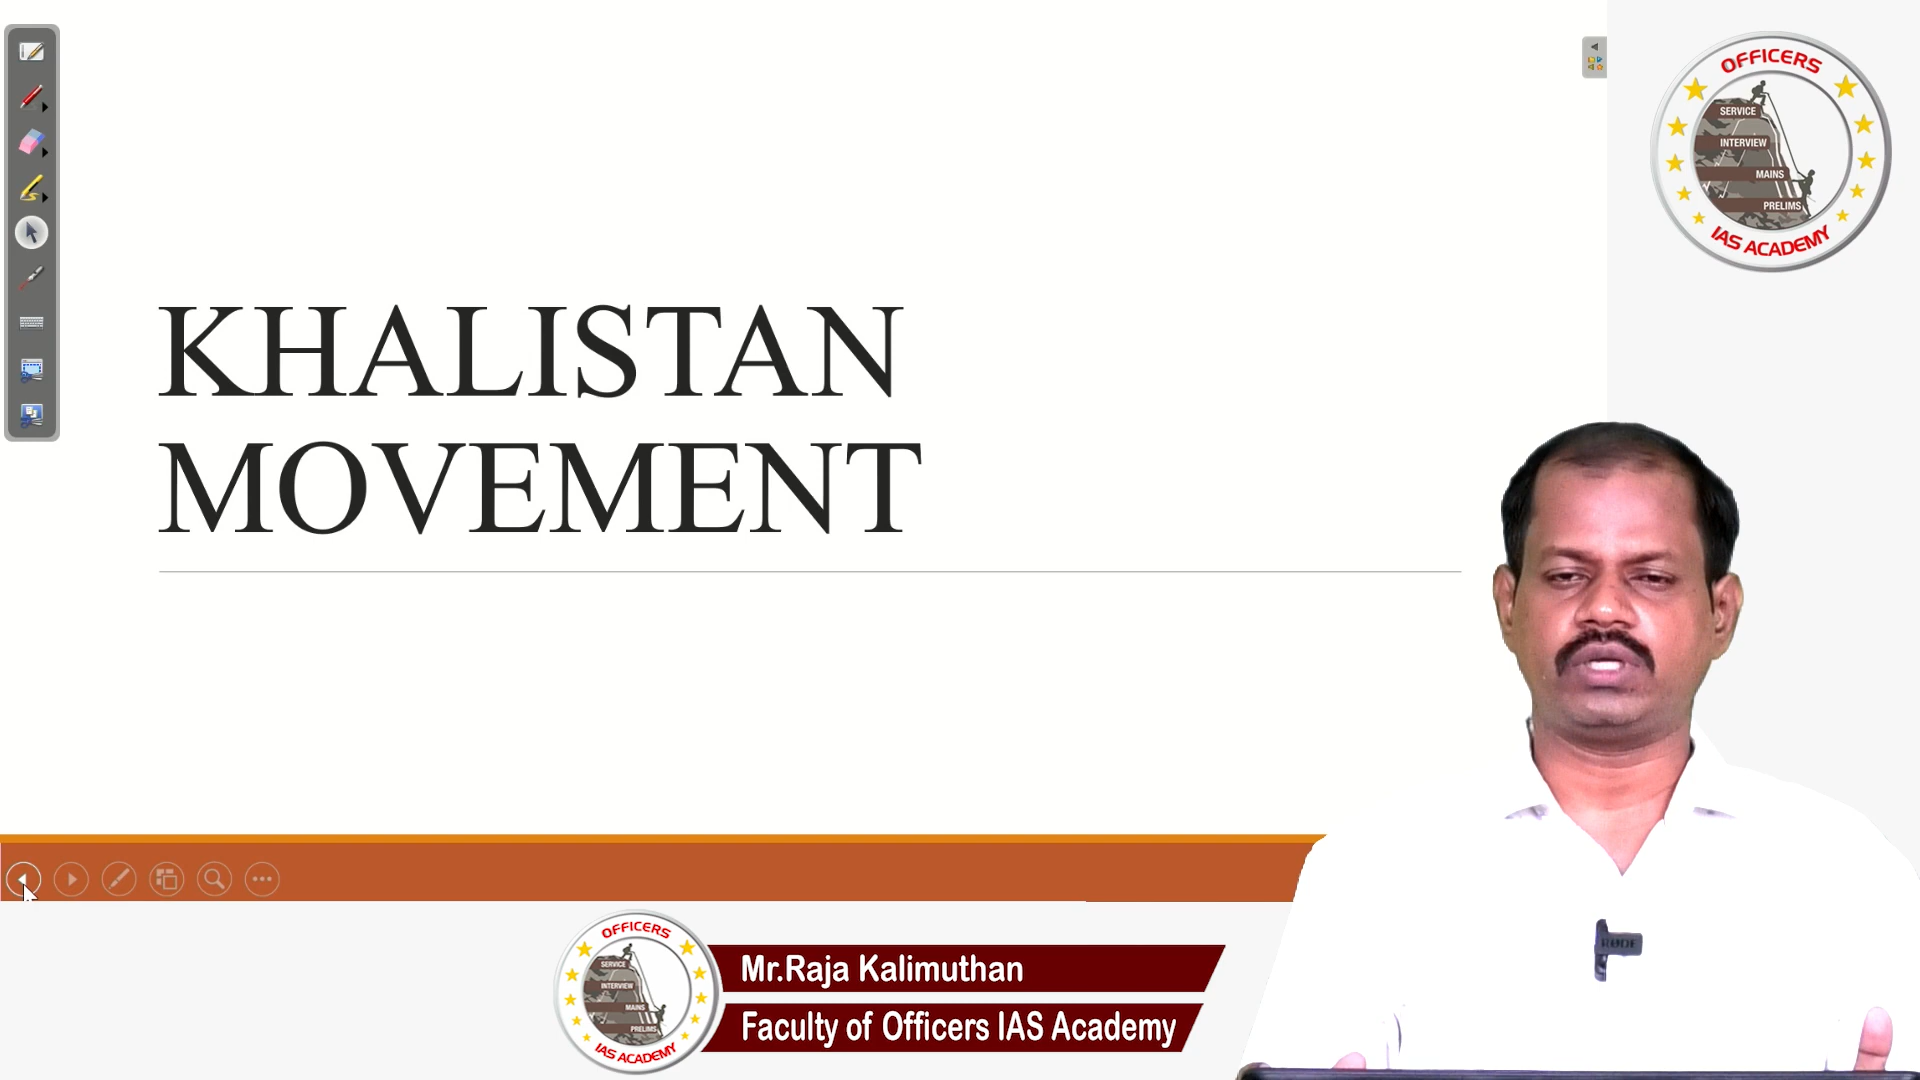 OFFICERS
SERVICE
INTERVIEW
MAINS
PRELIMS
IAS ACADEMY
KHALISTAN
MOVEMENT
RØDE
OFFICERS
SERVICE
INTERVIEW
MAINS
PRELIMS
IAS ACADEMY
Mr.Raja Kalimuthan
Faculty of Officers IAS Academy